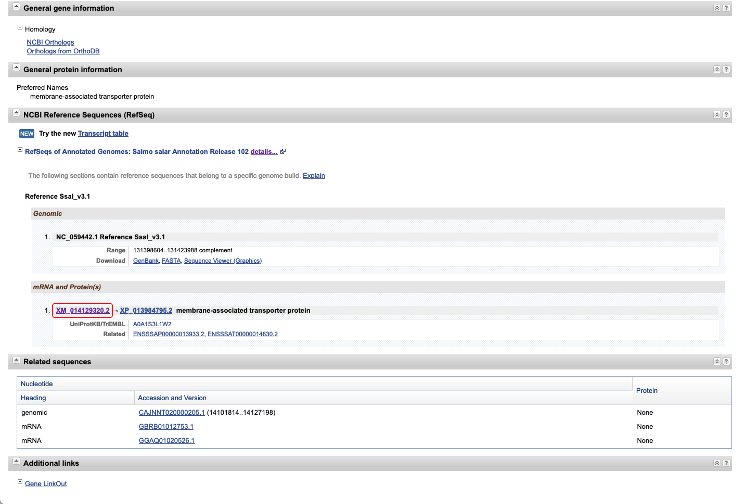 General gene information
Homology
NCBI Orthologs
Orthologs from OrthoDB
General protein information
Preferred Names
membrane-associated transporter protein
NCBI Reference Sequences (RefSeq)
NEW Try the new Transcript table
RefSeqs of Annotated Genomes: Salmo salar Annotation Release 102 details...
The following sections contain reference sequences that belong to a specific genome build. Explain
Reference Ssal_v3.1
Genomic
1. NC_059442.1 Reference Ssal_v3.1
Range 131398604..131423988 complement
Download GenBank, FASTA, Sequence Viewer (Graphics)
mRNA and Protein(s)
1. XM_014129320.2 → XP_013984795.2 membrane-associated transporter protein
UniProtKB/TrEMBL A0A1S3L1W2
Related ENSSSAP00000013933.2, ENSSSAT00000014830.2
Related sequences
Nucleotide Protein
Heading Accession and Version
genomic CAJNNT020000205.1 (14101814..14127198) None
mRNA GBRB01012753.1 None
mRNA GGAQ01020526.1 None
Additional links
Gene LinkOut